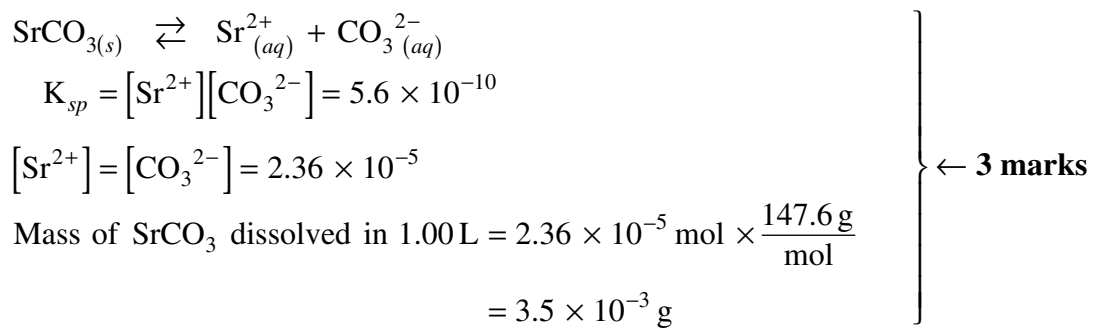 SrCO₃₍ₛ₎ ⇄ Sr²⁺₍aq₎ + CO₃²⁻₍aq₎
Kₛₚ = [Sr²⁺][CO₃²⁻] = 5.6 × 10⁻¹⁰
[Sr²⁺] = [CO₃²⁻] = 2.36 × 10⁻⁵
← 3 marks
Mass of SrCO₃ dissolved in 1.00 L = 2.36 × 10⁻⁵ mol × 147.6 g / mol
= 3.5 × 10⁻³ g